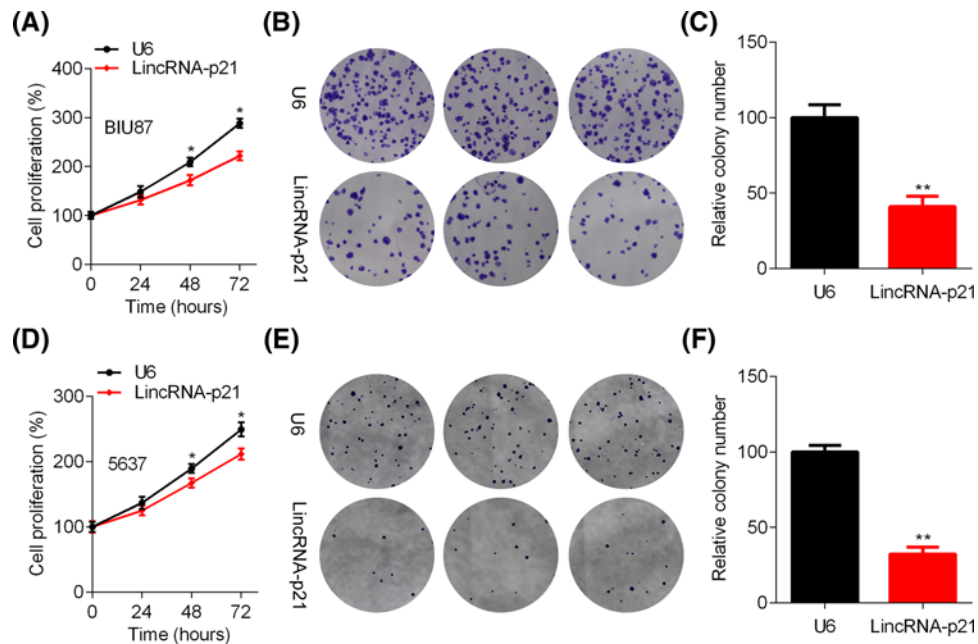 (A)
U6
LincRNA-p21
400
300
200
100
0
Cell proliferation (%)
BIU87
*
*
0 24 48 72
Time (hours)
(B)
U6
LincRNA-p21
(C)
150
100
50
0
Relative colony number
**
U6 LincRNA-p21
(D)
U6
LincRNA-p21
300
200
100
0
Cell proliferation (%)
5637
*
*
0 24 48 72
Time (hours)
(E)
U6
LincRNA-p21
(F)
150
100
50
0
Relative colony number
**
U6 LincRNA-p21